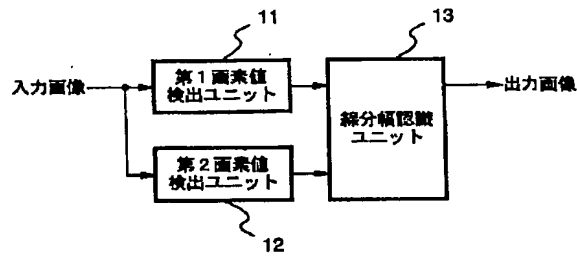 11
13
入力画像
第1画素値
検出ユニット
線分幅認識
ユニット
出力画像
第2画素値
検出ユニット
12